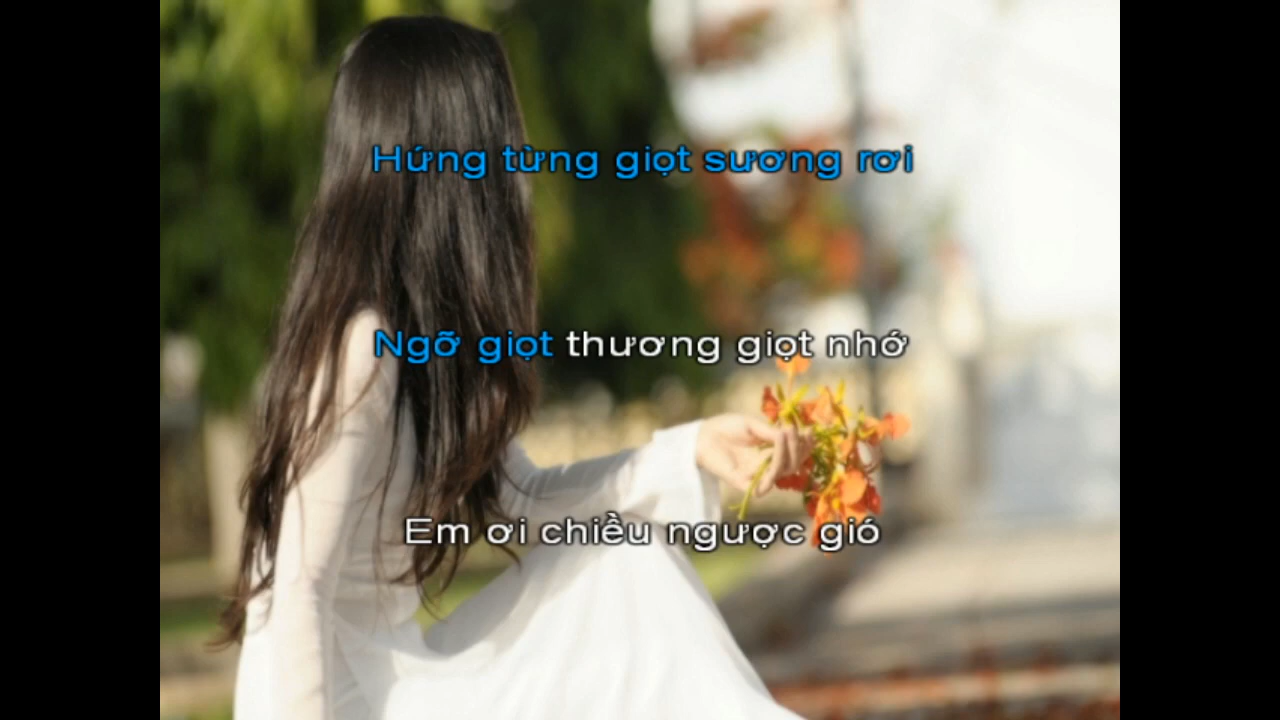 Hứng từng giọt sương rơi
Ngỡ giọt thương giọt nhớ
Em ơi chiều ngược gió